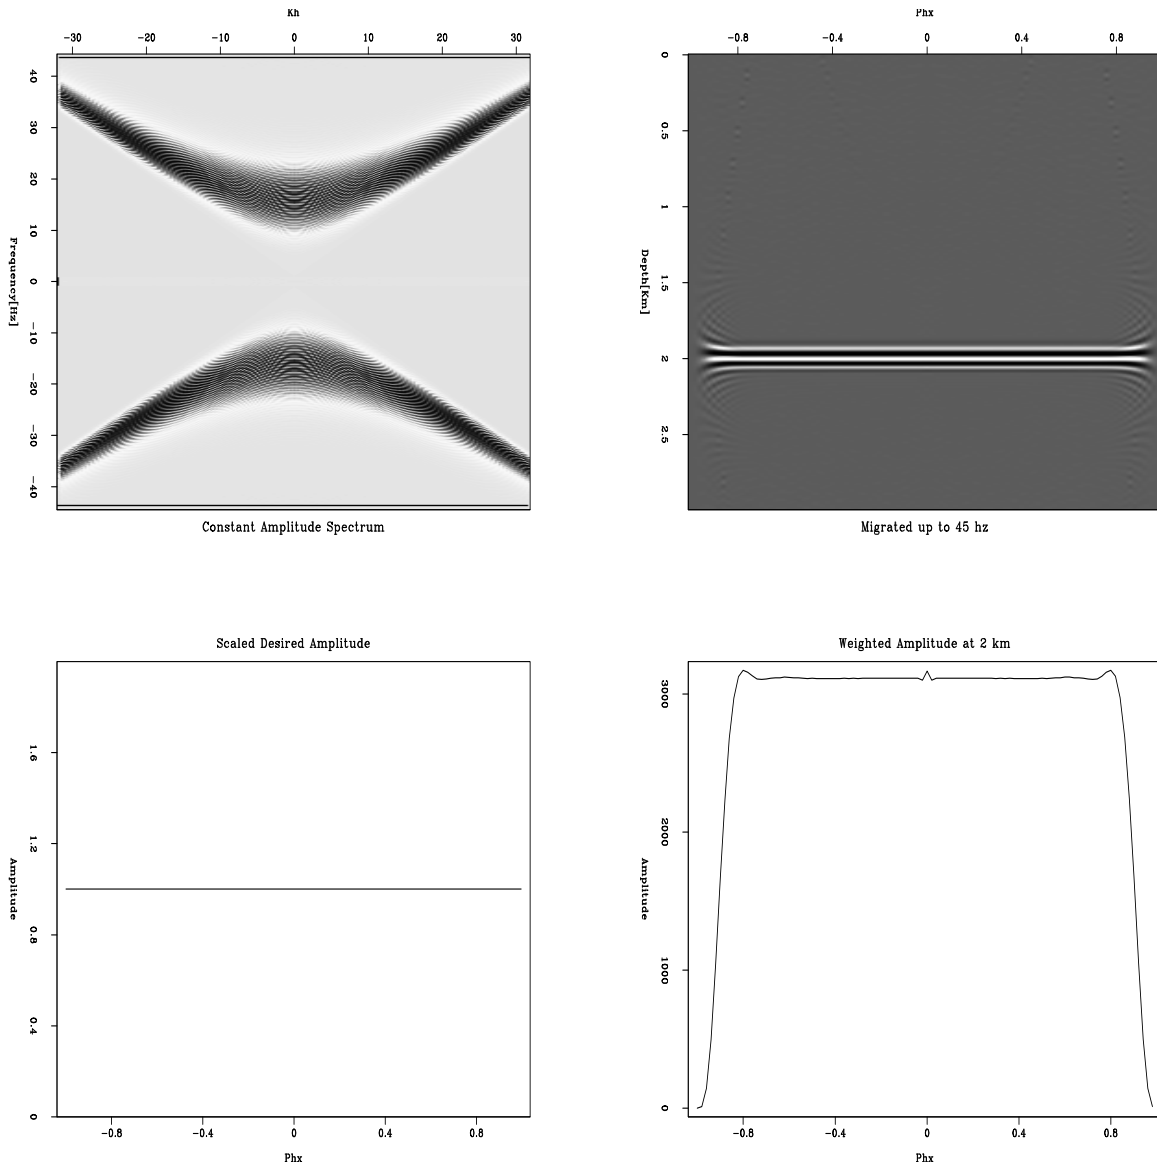 Kh
-30 -20 -10 0 10 20 30
40 30 20 10 0 -10 -20 -30 -40
Frequency[Hz]
Constant Amplitude Spectrum
Phx
-0.8 -0.4 0 0.4 0.8
0 0.5 1 1.5 2 2.5
Depth[Km]
Migrated up to 45 hz
Scaled Desired Amplitude
1.6 1.2 0.8 0.4 0
Amplitude
-0.8 -0.4 0 0.4 0.8
Phx
Weighted Amplitude at 2 km
3000 2000 1000 0
Amplitude
-0.8 -0.4 0 0.4 0.8
Phx